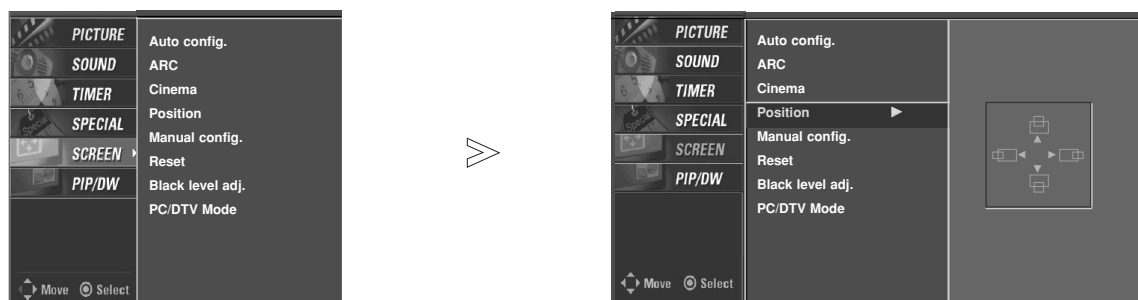 PICTURE
SOUND
TIMER
SPECIAL
SCREEN
PIP/DW
Move Select
Auto config.
ARC
Cinema
Position
Manual config.
Reset
Black level adj.
PC/DTV Mode
PICTURE
SOUND
TIMER
SPECIAL
SCREEN
PIP/DW
Move Select
Auto config.
ARC
Cinema
Position
Manual config.
Reset
Black level adj.
PC/DTV Mode